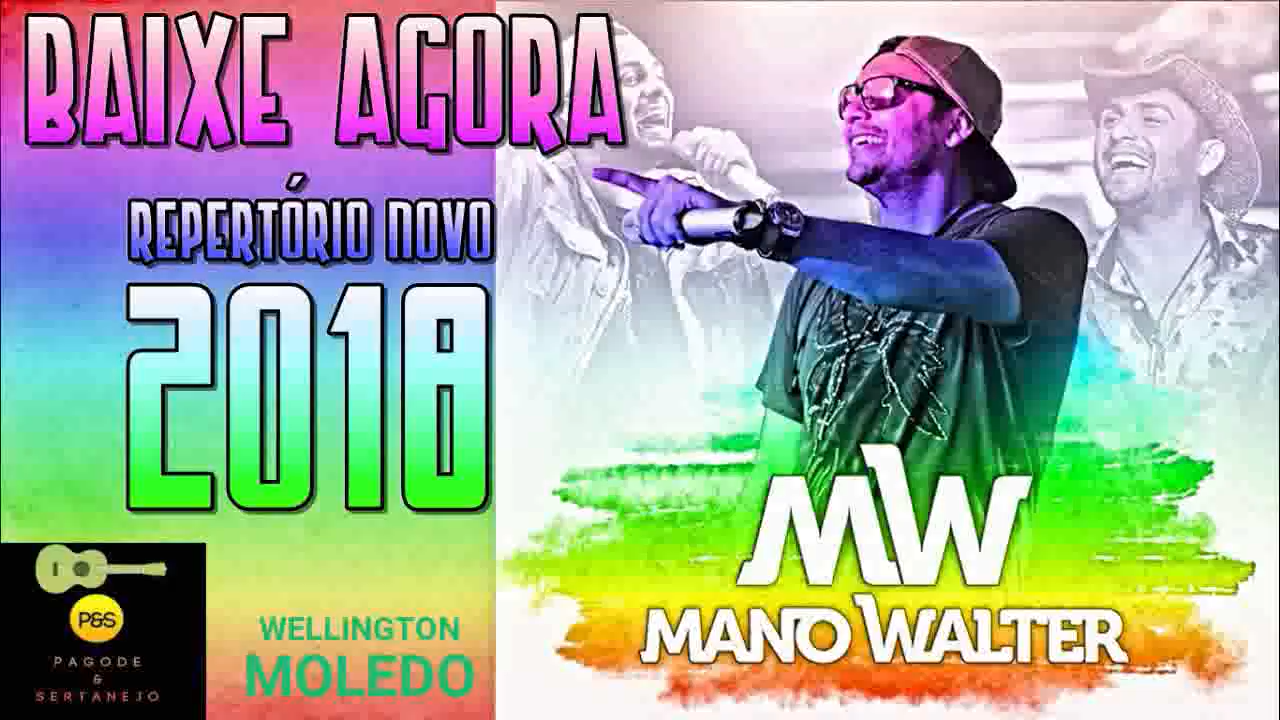 BAIXE AGORA
REPERTÓRIO NOVO
2018
MW
MANO WALTER
P&S
PAGODE
&
SERTANEJO
WELLINGTON
MOLEDO